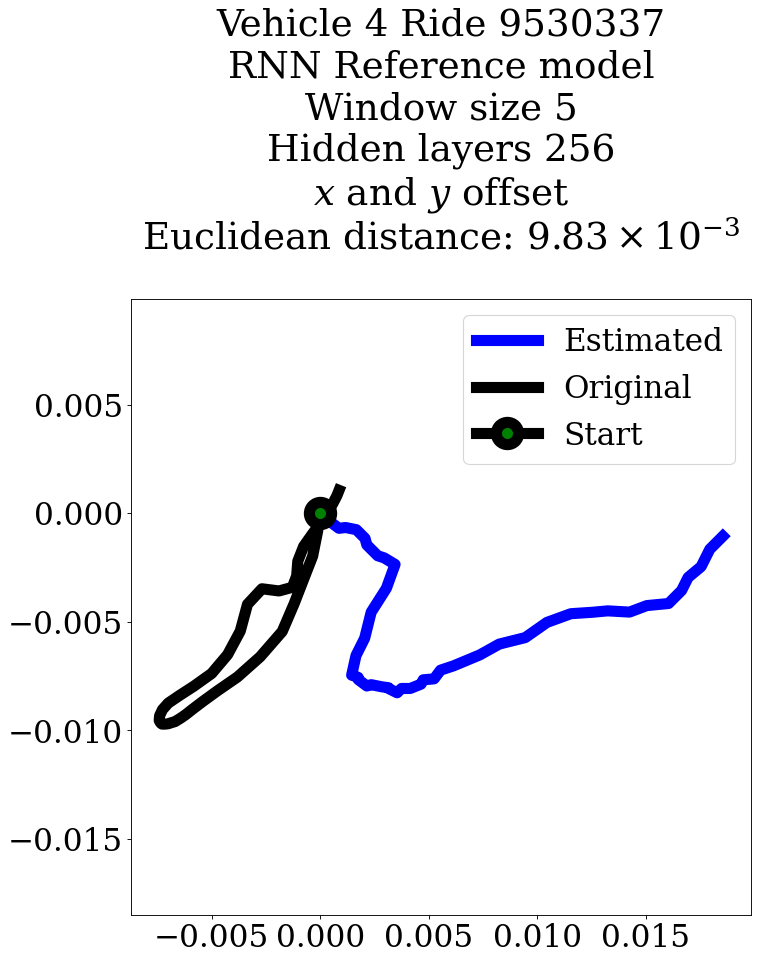 Vehicle 4 Ride 9530337
RNN Reference model
Window size 5
Hidden layers 256
x and y offset
Euclidean distance: 9.83 × 10⁻³
Estimated
Original
Start
0.005
0.000
−0.005
−0.010
−0.015
−0.005 0.000 0.005 0.010 0.015